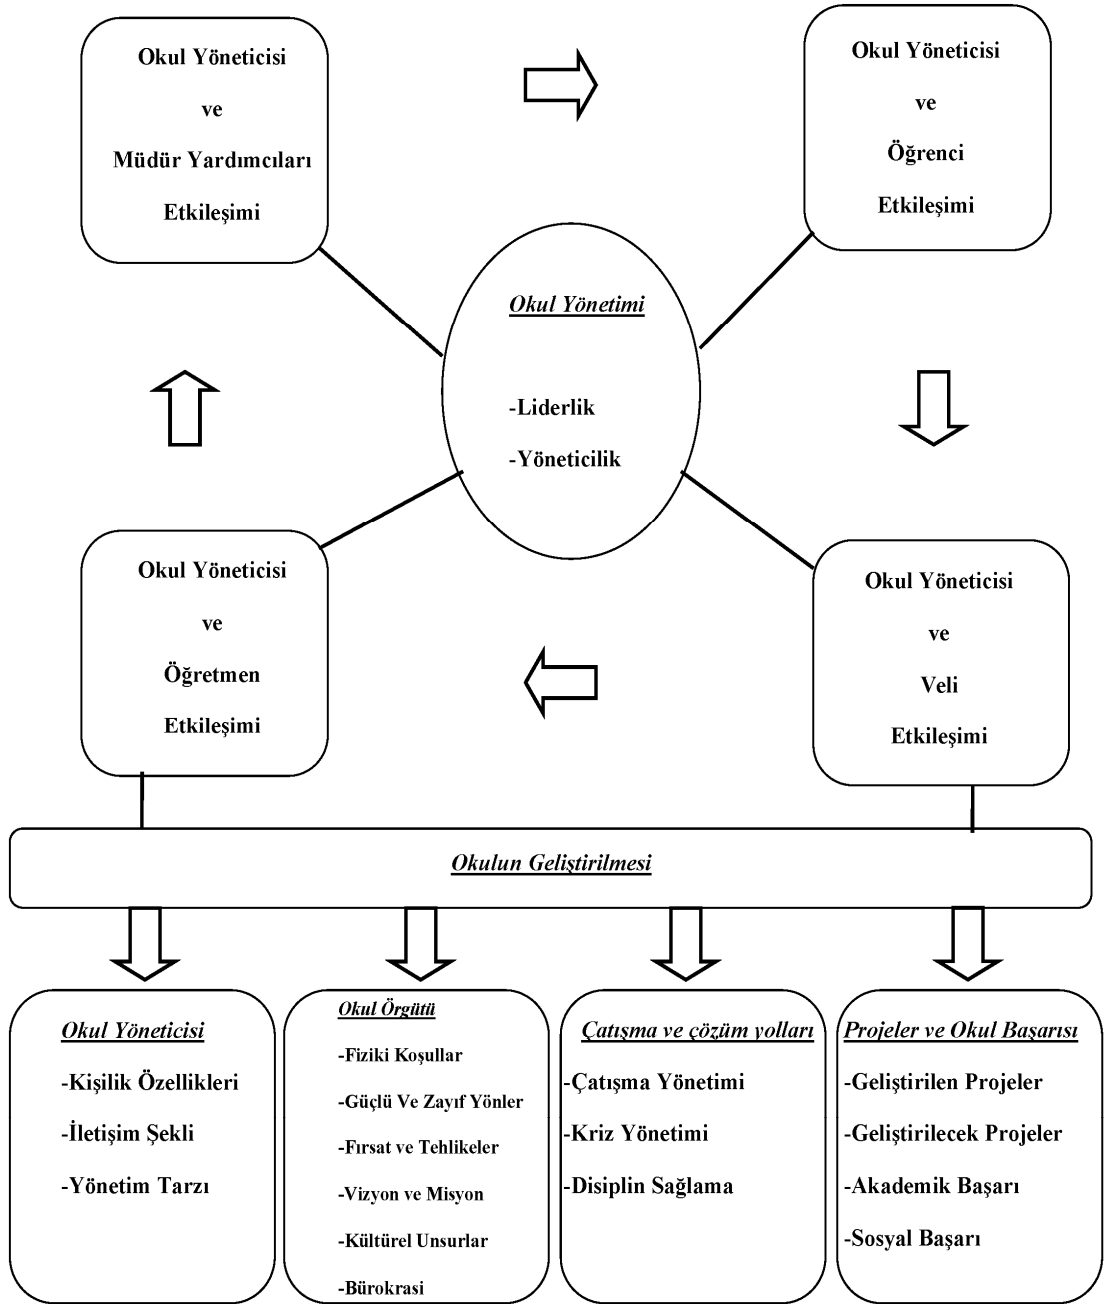 Okul Yöneticisi
ve
Müdür Yardımcıları
Etkileşimi
Okul Yöneticisi
ve
Öğrenci
Etkileşimi
Okul Yönetimi
-Liderlik
-Yöneticilik
Okul Yöneticisi
ve
Öğretmen
Etkileşimi
Okul Yöneticisi
ve
Veli
Etkileşimi
Okulun Geliştirilmesi
Okul Yöneticisi
-Kişilik Özellikleri
-İletişim Şekli
-Yönetim Tarzı
Okul Örgütü
-Fiziki Koşullar
-Güçlü Ve Zayıf Yönler
-Fırsat ve Tehlikeler
-Vizyon ve Misyon
-Kültürel Unsurlar
-Bürokrasi
Çatışma ve çözüm yolları
-Çatışma Yönetimi
-Kriz Yönetimi
-Disiplin Sağlama
Projeler ve Okul Başarısı
-Geliştirilen Projeler
-Geliştirilecek Projeler
-Akademik Başarı
-Sosyal Başarı